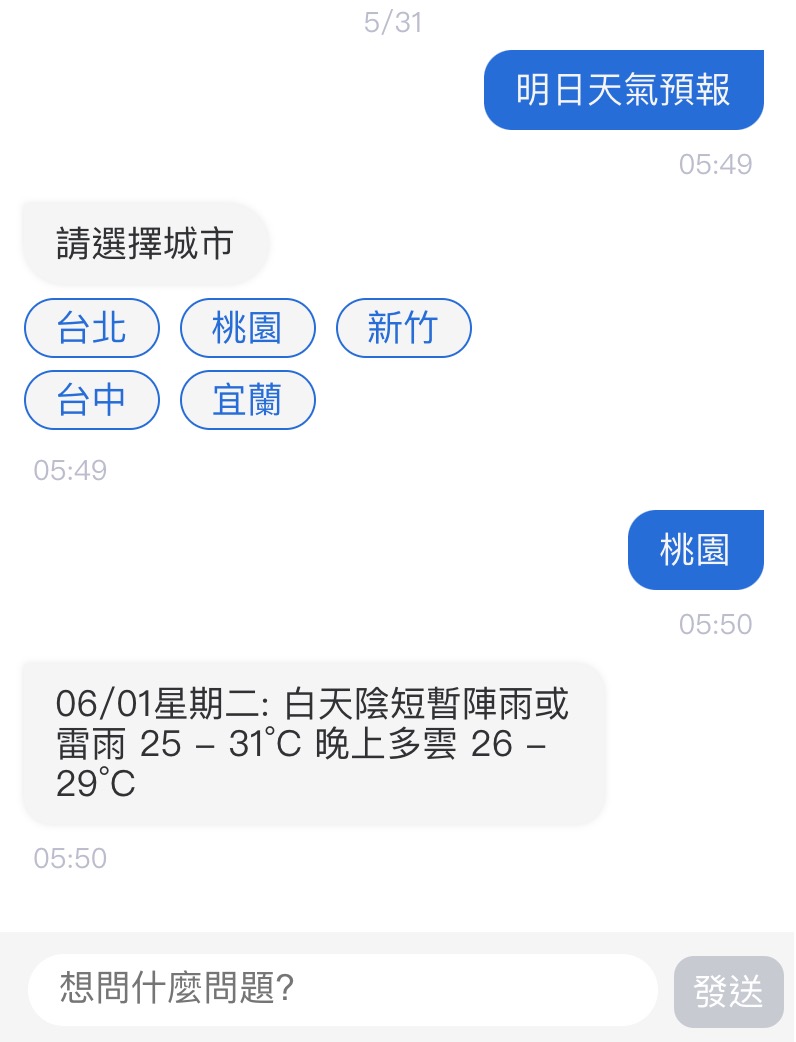 5/31
明日天氣預報
05:49
請選擇城市
台北 桃園 新竹
台中 宜蘭
05:49
桃園
05:50
06/01星期二: 白天陰短暫陣雨或
雷雨 25 – 31°C 晚上多雲 26 –
29°C
05:50
想問什麼問題?
發送